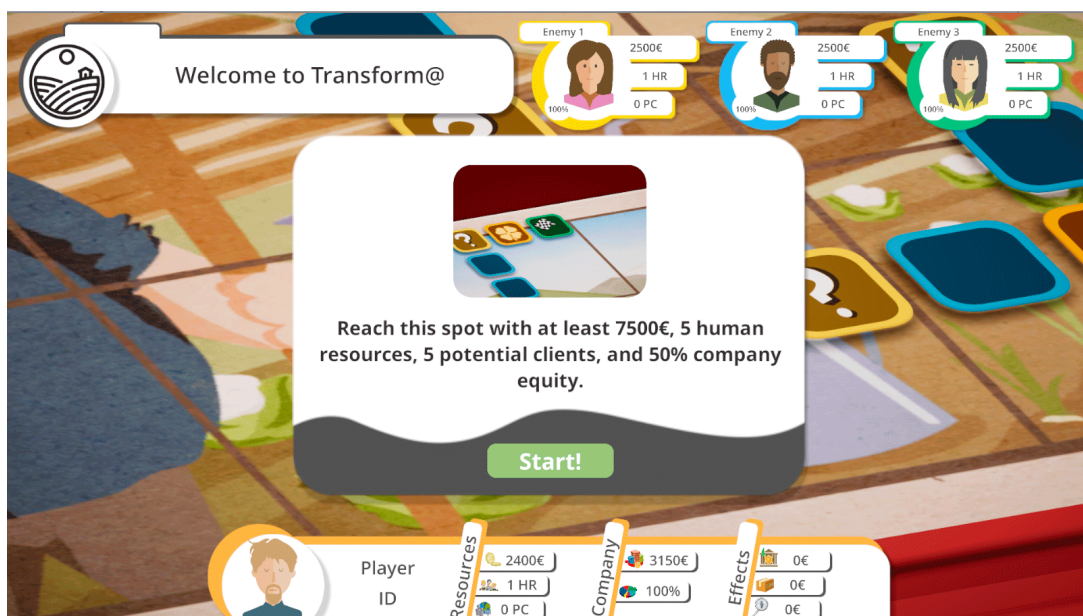 Welcome to Transform@
Enemy 1
2500€
1 HR
0 PC
100%
Enemy 2
2500€
1 HR
0 PC
100%
Enemy 3
2500€
1 HR
0 PC
100%
?
?
?
Reach this spot with at least 7500€, 5 human
resources, 5 potential clients, and 50% company
equity.
Start!
Player
ID
Resources
2400€
1 HR
0 PC
Company
3150€
100%
Effects
0€
0€
0€